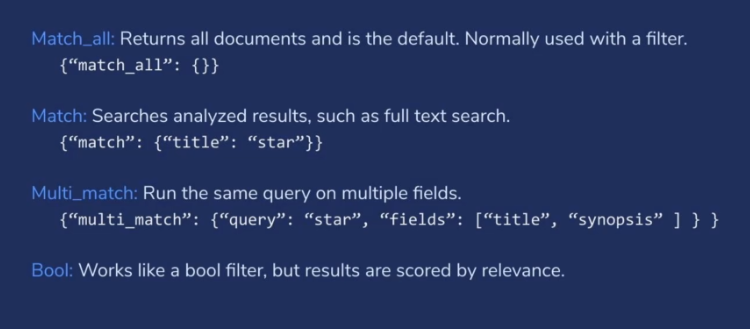 Match_all: Returns all documents and is the default. Normally used with a filter.
{“match_all”: {}}
Match: Searches analyzed results, such as full text search.
{“match”: {“title”: “star”}}
Multi_match: Run the same query on multiple fields.
{“multi_match”: {“query”: “star”, “fields”: [“title”, “synopsis” ] } }
Bool: Works like a bool filter, but results are scored by relevance.